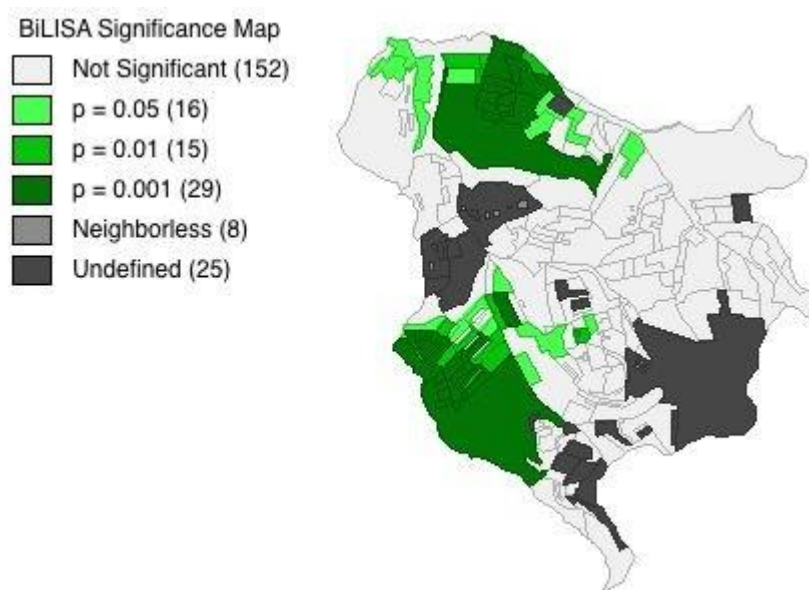 BiLISA Significance Map
Not Significant (152)
p = 0.05 (16)
p = 0.01 (15)
p = 0.001 (29)
Neighborless (8)
Undefined (25)